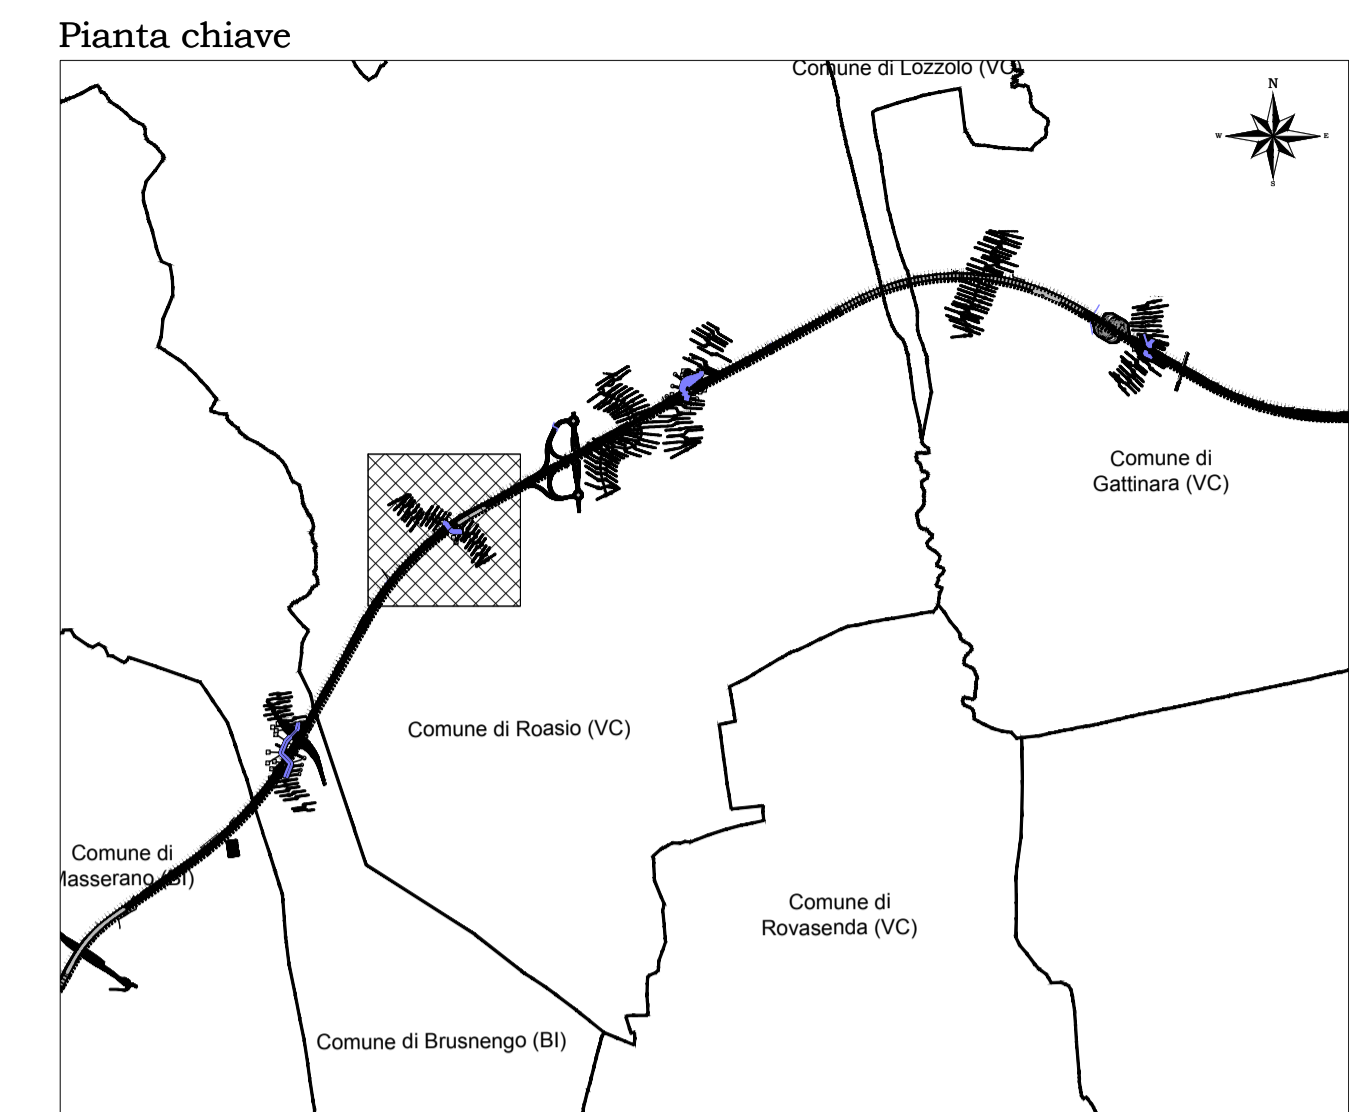 Pianta chiave
Comune di Lozzolo (VC)
N
W
E
S
Comune di
Gattinara (VC)
Comune di Roasio (VC)
Comune di
Masserano (BI)
Comune di
Rovasenda (VC)
Comune di Brusnengo (BI)